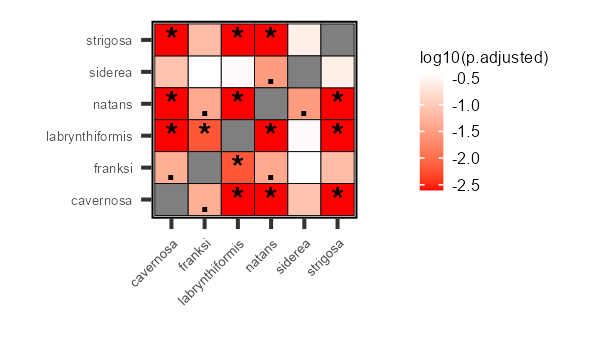 strigosa * * *
siderea .
natans * . * . *
labrynthiformis * * * *
franksi . * .
cavernosa . * * *
cavernosa
franksi
labrynthiformis
natans
siderea
strigosa
log10(p.adjusted)
-0.5
-1.0
-1.5
-2.0
-2.5